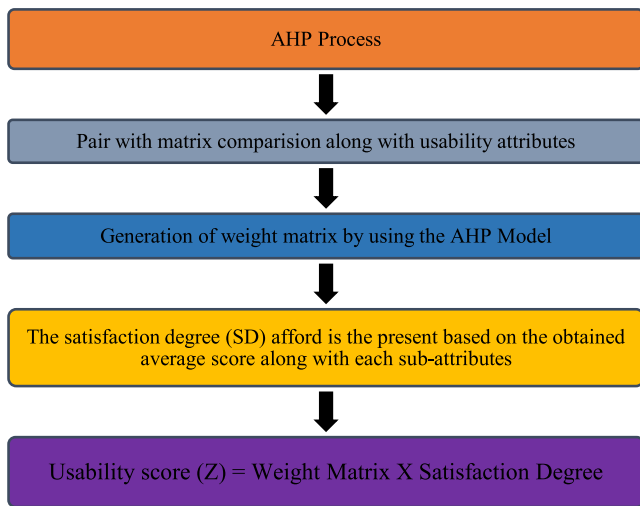 AHP Process
Pair with matrix comparision along with usability attributes
Generation of weight matrix by using the AHP Model
The satisfaction degree (SD) afford is the present based on the obtained
average score along with each sub-attributes
Usability score (Z) = Weight Matrix X Satisfaction Degree